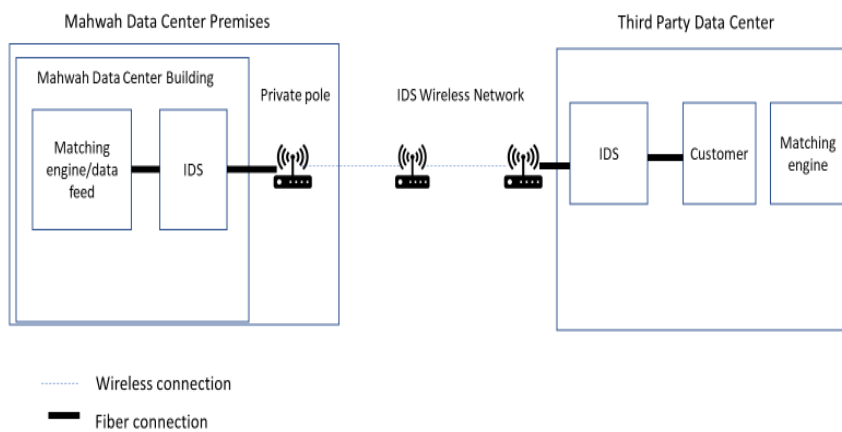 Mahwah Data Center Premises
Third Party Data Center
Mahwah Data Center Building
Private pole
IDS Wireless Network
Matching
engine/data
feed
IDS
IDS
Customer
Matching
engine
Wireless connection
Fiber connection